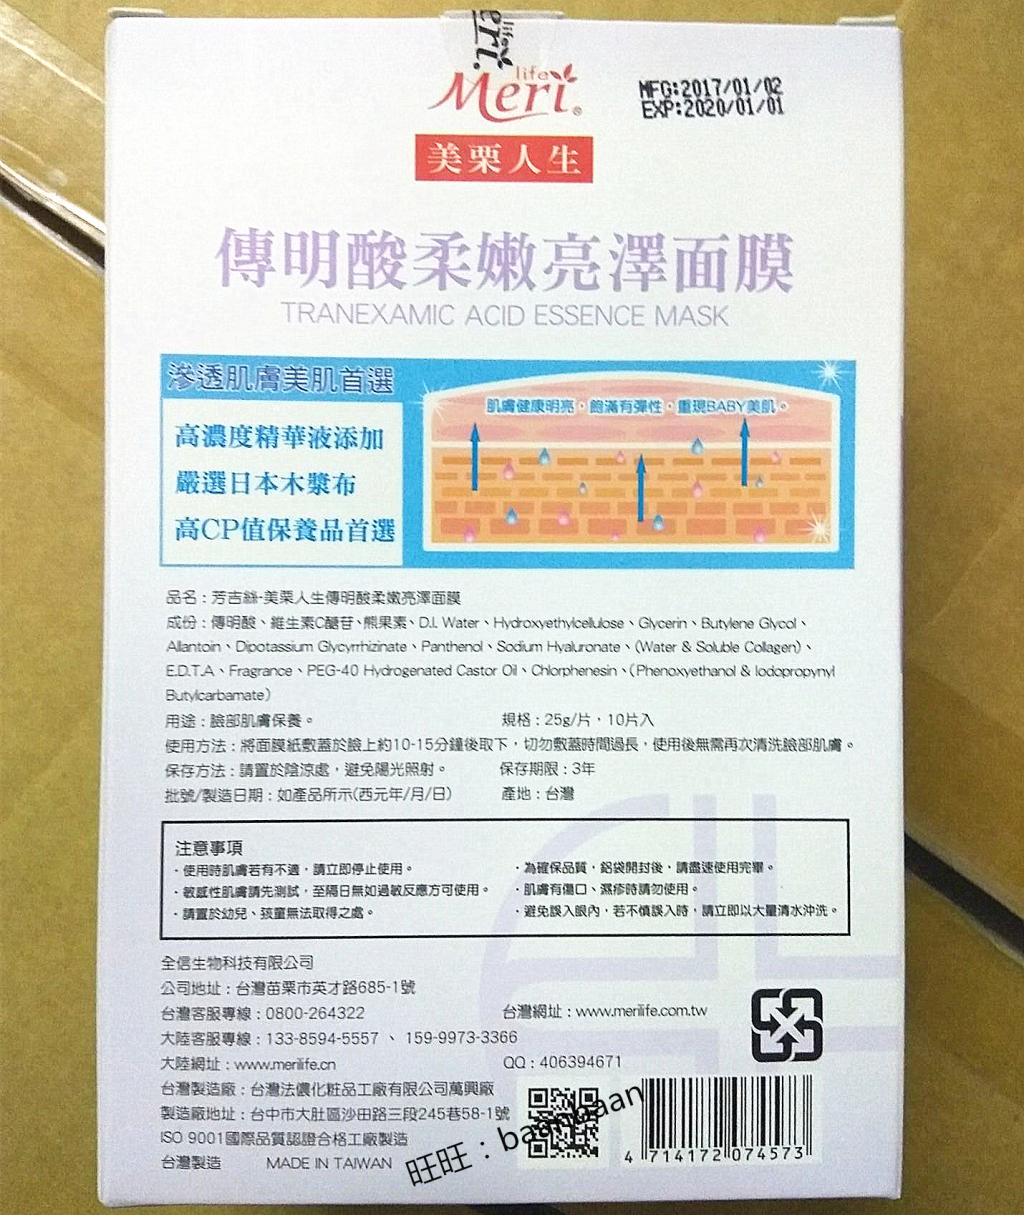 life
eri.
life
Meri®
MFG:2017/01/02
EXP:2020/01/01
美栗人生
傳明酸柔嫩亮澤面膜
TRANEXAMIC ACID ESSENCE MASK
滲透肌膚美肌首選
高濃度精華液添加
嚴選日本木漿布
高CP值保養品首選
肌膚健康明亮，飽滿有彈性，重現BABY美肌。
品名：芳吉絲-美栗人生傳明酸柔嫩亮澤面膜
成份：傳明酸、維生素C醣苷、熊果素、D.I. Water、Hydroxyethylcellulose、Glycerin、Butylene Glycol、
Allantoin、Dipotassium Glycyrrhizinate、Panthenol、Sodium Hyaluronate、(Water & Soluble Collagen)、
E.D.T.A、Fragrance、PEG-40 Hydrogenated Castor Oil、Chlorphenesin、(Phenoxyethanol & Iodopropynyl
Butylcarbamate)
用途：臉部肌膚保養。 規格：25g/片，10片入
使用方法：將面膜紙敷蓋於臉上約10-15分鐘後取下，切勿敷蓋時間過長，使用後無需再次清洗臉部肌膚。
保存方法：請置於陰涼處，避免陽光照射。 保存期限：3年
批號/製造日期：如產品所示(西元年/月/日) 產地：台灣
注意事項
·使用時肌膚若有不適，請立即停止使用。
·敏感性肌膚請先測試，至隔日無如過敏反應方可使用。
·請置於幼兒、孩童無法取得之處。
·為確保品質，鋁袋開封後，請盡速使用完畢。
·肌膚有傷口、濕疹時請勿使用。
·避免誤入眼內，若不慎誤入時，請立即以大量清水沖洗。
全信生物科技有限公司
公司地址：台灣苗栗市英才路685-1號
台灣客服專線：0800-264322 台灣網址：www.merilife.com.tw
大陸客服專線：133-8594-5557 、 159-9973-3366
大陸網址：www.merilife.cn QQ：406394671
台灣製造廠：台灣法儂化粧品工廠有限公司萬興廠
製造廠地址：台中市大肚區沙田路三段245巷58-1號
ISO 9001國際品質認證合格工廠製造
台灣製造 MADE IN TAIWAN
旺旺：baanbaan
4 714172 074573